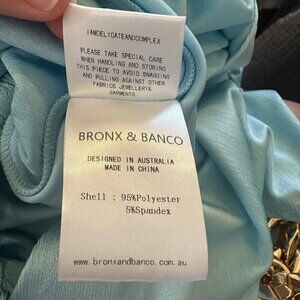 IAMDELICATEANDCOMPLEX
PLEASE TAKE SPECIAL CARE
WHEN HANDLING AND STORING
THIS PIECE TO AVOID SNAGGING
AND PULLING AGAINST OTHER
FABRICS JEWELLERY&
GARMENTS
BRONX & BANCO
DESIGNED IN AUSTRALIA
MADE IN CHINA
Shell : 95%Polyester
5%Spandex
www.bronxandbanco.com.au